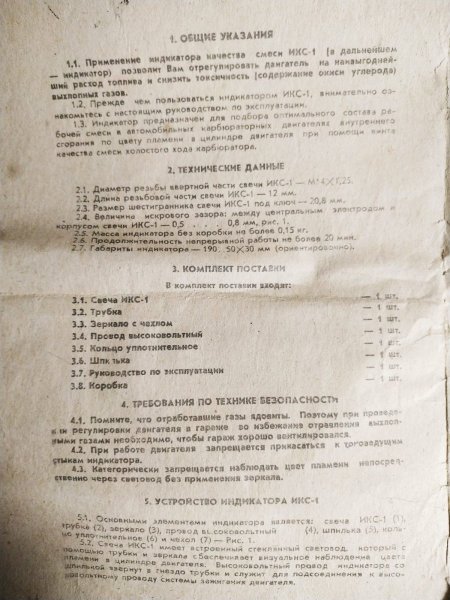 1. ОБЩИЕ УКАЗАНИЯ
1.1. Применение индикатора качества смеси ИКС-1 (в дальнейшем
— индикатор) позволит Вам отрегулировать двигатель на наивыгодней-
ший расход топлива и снизить токсичность (содержание окиси углерода)
выхлопных газов.
1.2. Прежде чем пользоваться индикатором ИКС-1, внимательно оз-
накомьтесь с настоящим руководством по эксплуатации.
1.3. Индикатор предназначен для подбора оптимального состава ра-
бочей смеси в автомобильных карбюраторных двигателях внутреннего
сгорания по цвету пламени в цилиндре двигателя при помощи винта
качества смеси холостого хода карбюратора.
2. ТЕХНИЧЕСКИЕ ДАННЫЕ
2.1. Диаметр резьбы ввертной части свечи ИКС-1 — М 14×1,25.
2.2. Длина резьбовой части свечи ИКС-1 — 12 мм.
2.3. Размер шестигранника свечи ИКС-1 под ключ — 20,8 мм.
2.4. Величина искрового зазора: между центральным электродом и
корпусом свечи ИКС-1 — 0,5 . . . 0,8 мм, рис. 1.
2.5. Масса индикатора без коробки не более 0,15 кг.
2.6. Продолжительность непрерывной работы не более 20 мин.
2.7. Габариты индикатора — 190×50×30 мм (ориентировочно).
3. КОМПЛЕКТ ПОСТАВКИ
В комплект поставки входят:
3.1. Свеча ИКС-1 — 1 шт.
3.2. Трубка — 1 шт.
3.3. Зеркало с чехлом — 1 шт.
3.4. Провод высоковольтный — 1 шт.
3.5. Кольцо уплотнительное — 1 шт.
3.6. Шпилька — 1 шт.
3.7. Руководство по эксплуатации — 1 шт.
3.8. Коробка — 1 шт.
4. ТРЕБОВАНИЯ ПО ТЕХНИКЕ БЕЗОПАСНОСТИ
4.1. Помните, что отработавшие газы ядовиты. Поэтому при проведе-
нии регулировки двигателя в гараже во избежание отравления выхлоп-
ными газами необходимо, чтобы гараж хорошо вентилировался.
4.2. При работе двигателя запрещается прикасаться к токоведущим
стыкам индикатора.
4.3. Категорически запрещается наблюдать цвет пламени непосред-
ственно через световод без применения зеркала.
5. УСТРОЙСТВО ИНДИКАТОРА ИКС-1
5.1. Основными элементами индикатора является: свеча ИКС-1 (1),
трубка (2), зеркало (3), провод высоковольтный (4), шпилька (5), коль-
цо уплотнительное (6) и чехол (7) — Рис. 1.
5.2. Свеча ИКС-1 имеет встроенный стеклянный световод, который с
помощью трубки и зеркала обеспечивает визуальное наблюдение цвета
пламени в цилиндре двигателя. Высоковольтный провод индикатора со
шпилькой ввернут в гнездо трубки и служит для подсоединения к высо-
ковольтному проводу системы зажигания двигателя.